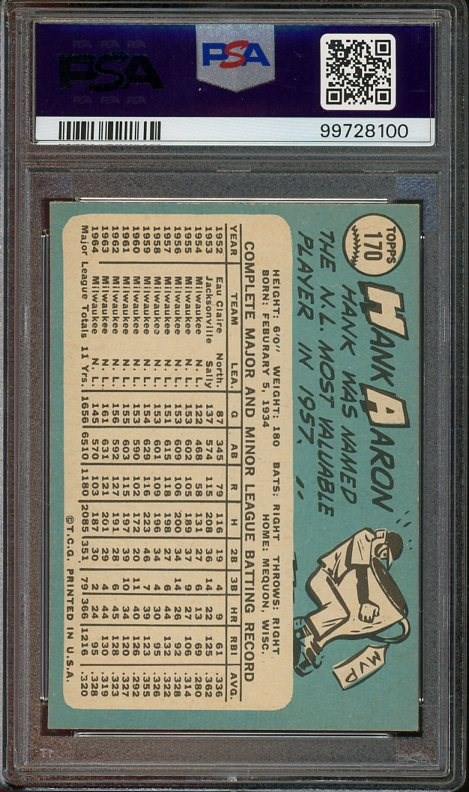 PSA
PSA
99728100
TOPPS
170
HANK AARON
HANK WAS NAMED
THE N.L. MOST VALUABLE
PLAYER IN 1957.
MVP
HEIGHT: 6'0" WEIGHT: 180 BATS: RIGHT THROWS: RIGHT
BORN: FEBURARY 5, 1934 HOME: MEQUON, WISC.
COMPLETE MAJOR AND MINOR LEAGUE BATTING RECORD
YEAR TEAM LEA. G AB R H 2B 3B HR RBI AVG.
1952 Eau Claire North. 87 345 79 116 19 4 9 61 .336
1953 Jacksonville Sally 137 574 115 208 36 14 22 125 .362
1954 Milwaukee N. L. 122 468 58 131 27 6 13 69 .280
1955 Milwaukee N. L. 153 602 105 189 37 9 27 106 .314
1956 Milwaukee N. L. 153 609 106 200 34 14 26 92 .328
1957 Milwaukee N. L. 151 615 118 198 27 6 44 132 .322
1958 Milwaukee N. L. 153 601 109 196 34 4 30 95 .326
1959 Milwaukee N. L. 154 629 116 223 46 7 39 123 .355
1960 Milwaukee N. L. 153 590 102 172 20 11 40 126 .292
1961 Milwaukee N. L. 155 603 115 197 39 10 34 120 .327
1962 Milwaukee N. L. 156 592 127 191 28 6 45 128 .323
1963 Milwaukee N. L. 161 631 121 201 29 4 44 130 .319
1964 Milwaukee N. L. 145 570 103 187 30 2 24 95 .328
Major League Totals 11 Yrs. 1656 6510 1180 2085 351 79 366 1216 .320
©T.C.G. PRINTED IN U.S.A.